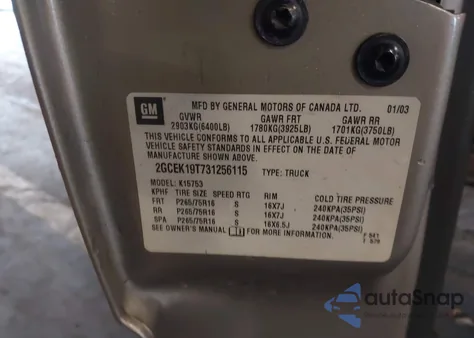 GM
MFD BY GENERAL MOTORS OF CANADA LTD. 01/03
GVWR GAWR FRT GAWR RR
2903KG(6400LB) 1780KG(3925LB) 1701KG(3750LB)
THIS VEHICLE CONFORMS TO ALL APPLICABLE U.S. FEDERAL MOTOR
VEHICLE SAFETY STANDARDS IN EFFECT ON THE DATE OF
MANUFACTURE SHOWN ABOVE.
2GCEK19T731256115 TYPE: TRUCK
MODEL: K15753
KPHF TIRE SIZE SPEED RTG RIM COLD TIRE PRESSURE
FRT P265/75R16 S 16X7J 240KPA(35PSI)
RR P265/75R16 S 16X7J 240KPA(35PSI)
SPA P265/75R16 S 16X6.5J 240KPA(35PSI)
SEE OWNER'S MANUAL FOR MORE INFORMATION.
autaSnap